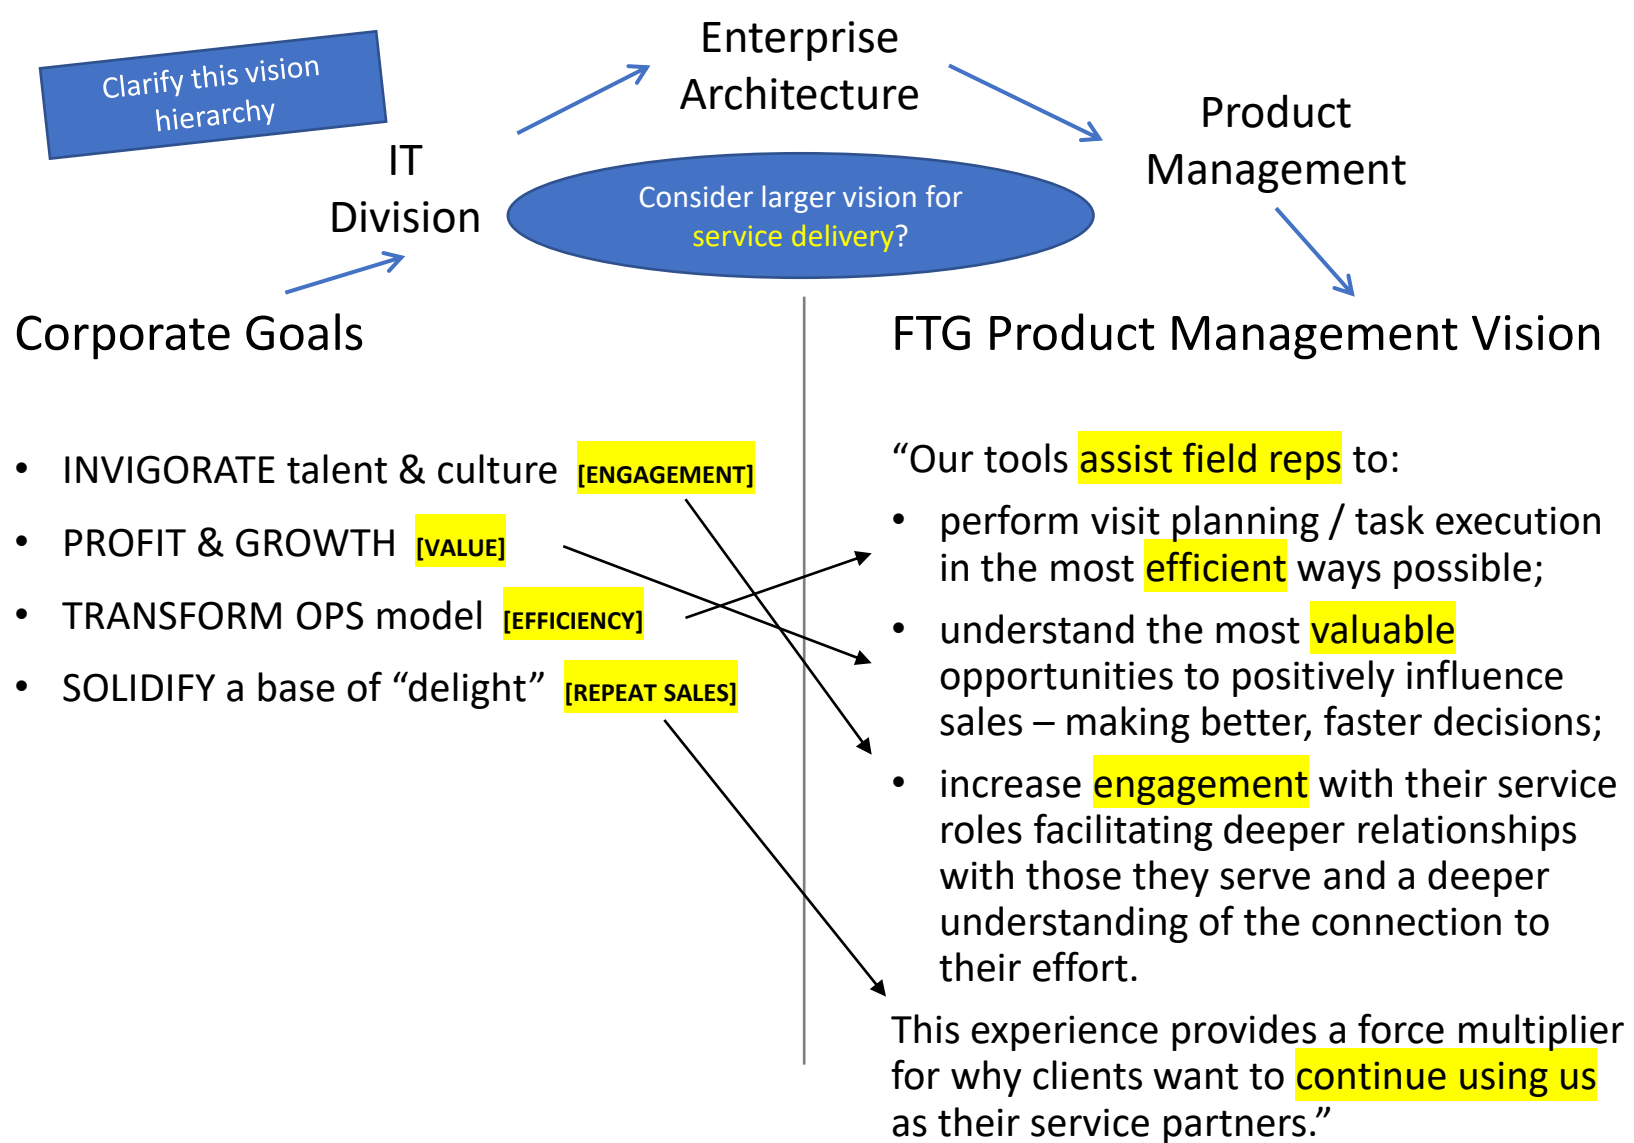 Clarify this vision
hierarchy
Enterprise
Architecture
Product
Management
IT
Division
Consider larger vision for
service delivery?
Corporate Goals
• INVIGORATE talent & culture [ENGAGEMENT]
• PROFIT & GROWTH [VALUE]
• TRANSFORM OPS model [EFFICIENCY]
• SOLIDIFY a base of “delight” [REPEAT SALES]
FTG Product Management Vision
“Our tools assist field reps to:
• perform visit planning / task execution
in the most efficient ways possible;
• understand the most valuable
opportunities to positively influence
sales – making better, faster decisions;
• increase engagement with their service
roles facilitating deeper relationships
with those they serve and a deeper
understanding of the connection to
their effort.
This experience provides a force multiplier
for why clients want to continue using us
as their service partners.”